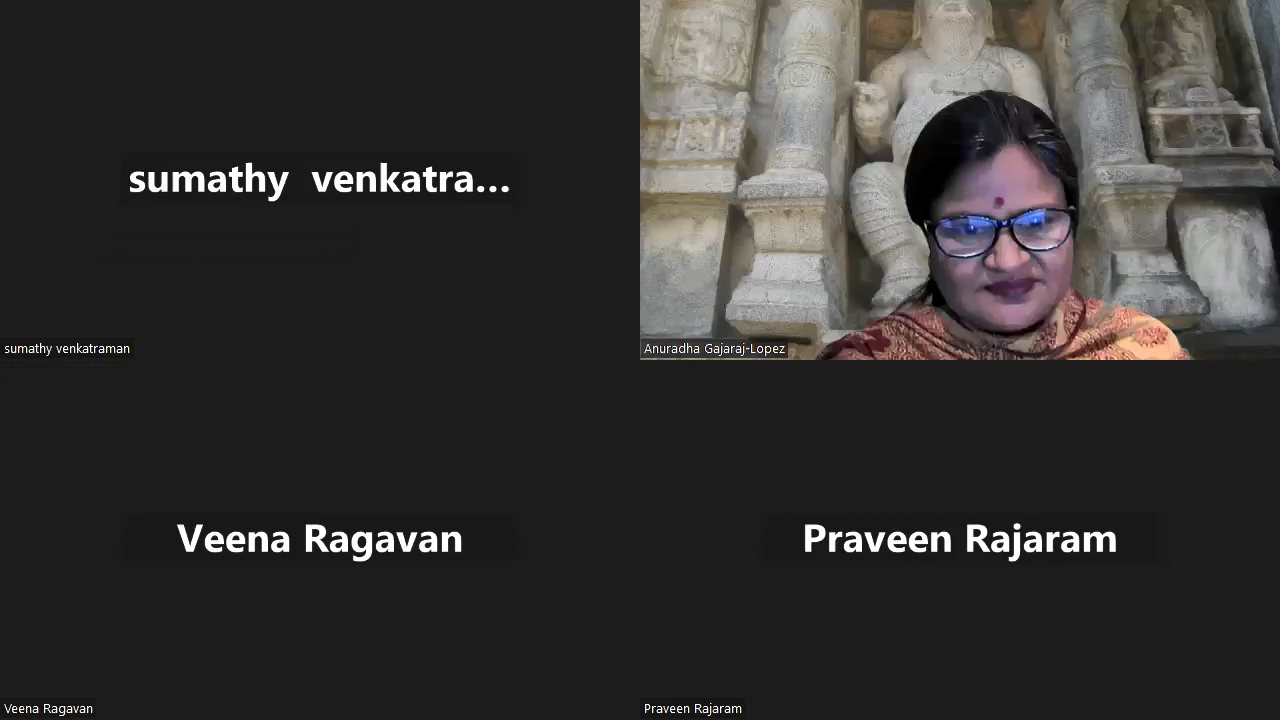 sumathy  venkatra...
sumathy venkatraman
Anuradha Gajaraj-Lopez
Veena Ragavan
Veena Ragavan
Praveen Rajaram
Praveen Rajaram